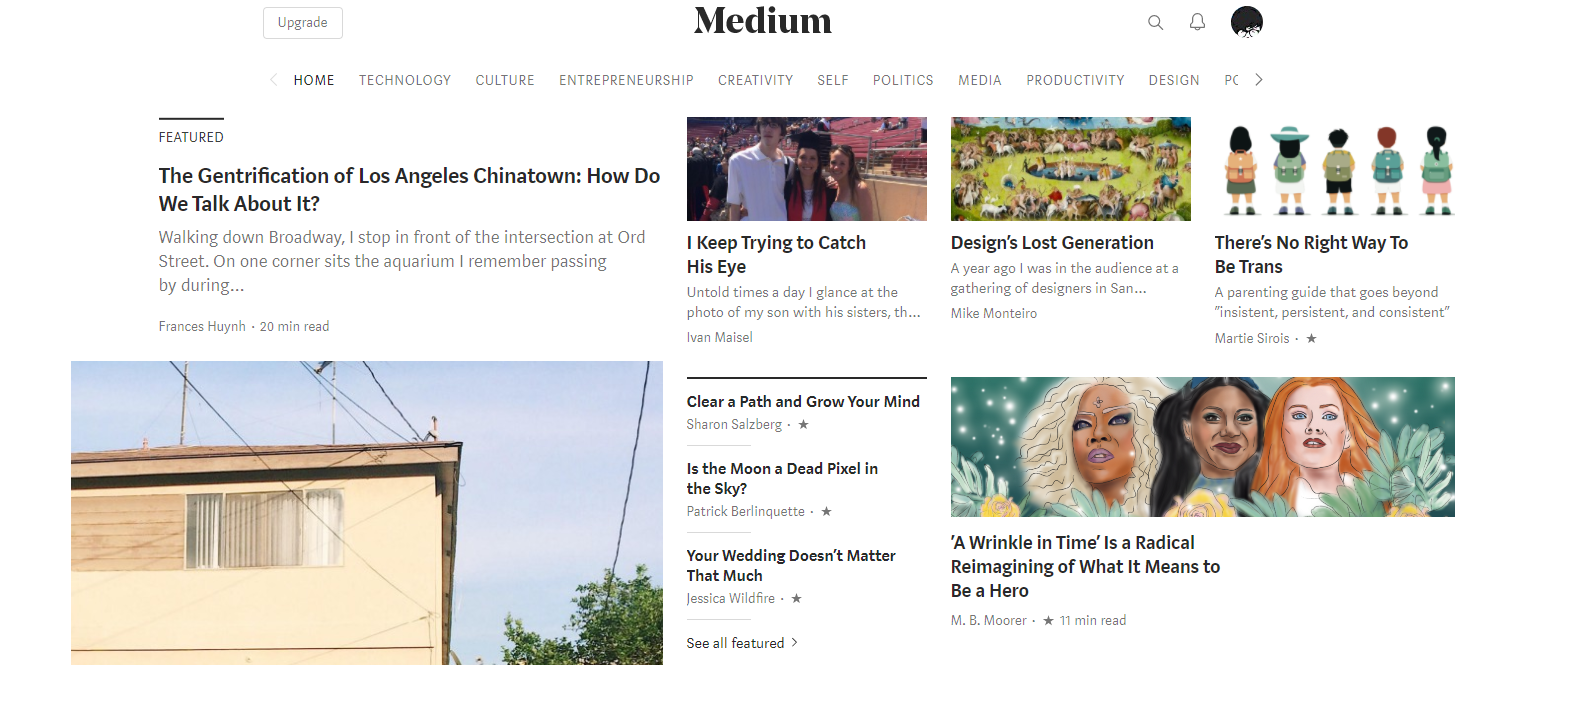 Upgrade
Medium
HOME TECHNOLOGY CULTURE ENTREPRENEURSHIP CREATIVITY SELF POLITICS MEDIA PRODUCTIVITY DESIGN
FEATURED
The Gentrification of Los Angeles Chinatown: How Do
We Talk About It?
Walking down Broadway, I stop in front of the intersection at Ord
Street. On one corner sits the aquarium I remember passing
by during...
Frances Huynh · 20 min read
I Keep Trying to Catch
His Eye
Untold times a day I glance at the
photo of my son with his sisters, th...
Ivan Maisel
Design's Lost Generation
A year ago I was in the audience at a
gathering of designers in San...
Mike Monteiro
There's No Right Way To
Be Trans
A parenting guide that goes beyond
"insistent, persistent, and consistent"
Martie Sirois · ★
Clear a Path and Grow Your Mind
Sharon Salzberg · ★
Is the Moon a Dead Pixel in
the Sky?
Patrick Berlinquette · ★
Your Wedding Doesn't Matter
That Much
Jessica Wildfire · ★
See all featured
'A Wrinkle in Time' Is a Radical
Reimagining of What It Means to
Be a Hero
M. B. Moorer · ★ 11 min read